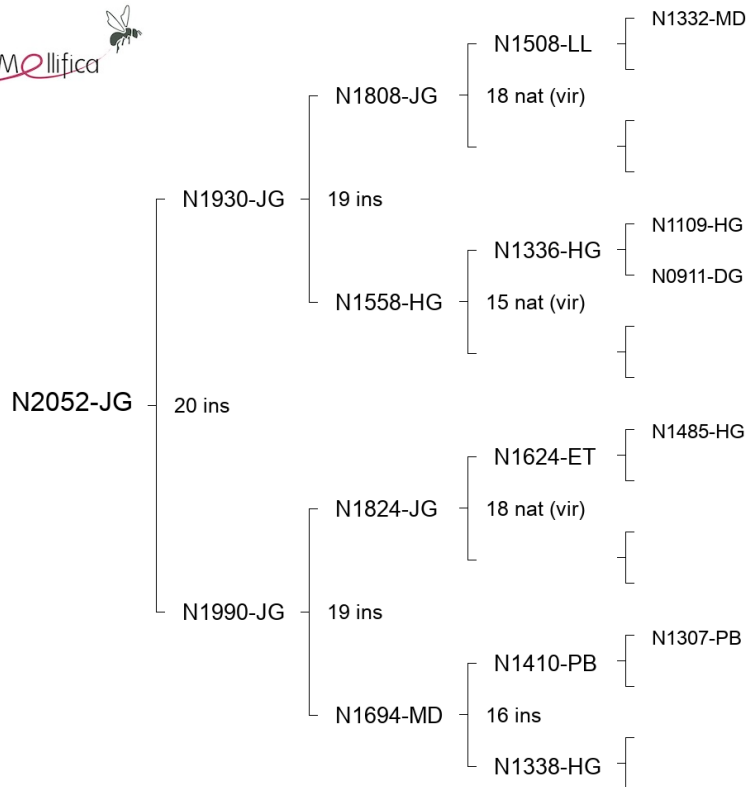 Mellifica
N1332-MD
N1508-LL
N1808-JG
18 nat (vir)
N1930-JG
19 ins
N1109-HG
N1336-HG
N0911-DG
N1558-HG
15 nat (vir)
N2052-JG
20 ins
N1485-HG
N1624-ET
N1824-JG
18 nat (vir)
N1990-JG
19 ins
N1307-PB
N1410-PB
N1694-MD
16 ins
N1338-HG